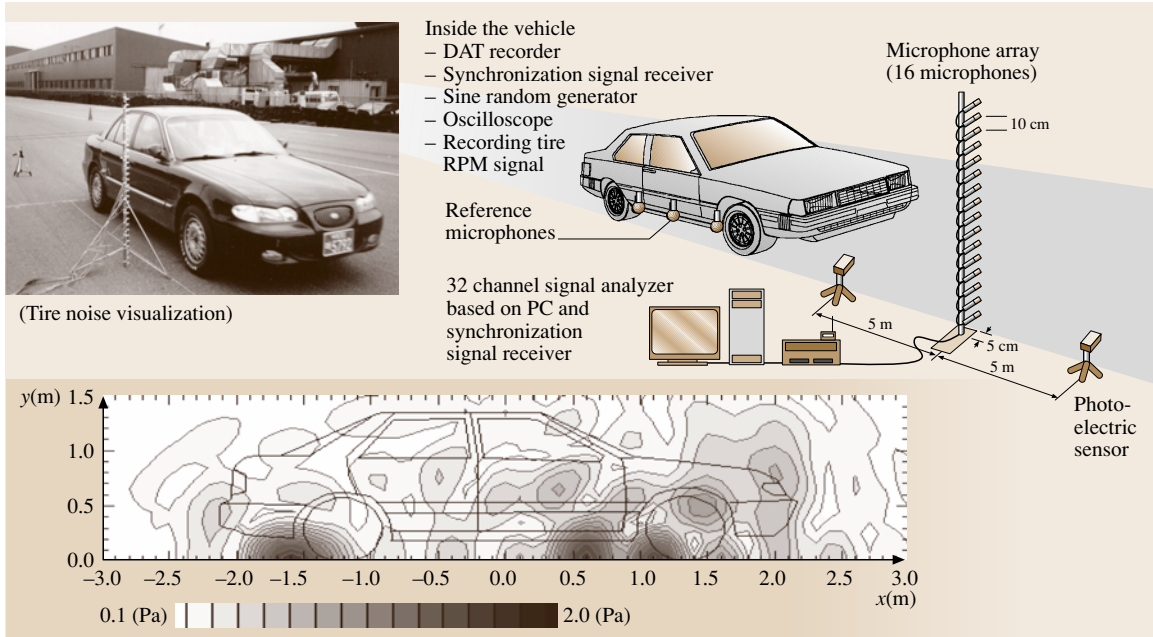 Inside the vehicle
– DAT recorder
– Synchronization signal receiver
– Sine random generator
– Oscilloscope
– Recording tire
RPM signal
Microphone array
(16 microphones)
10 cm
Reference
microphones
(Tire noise visualization)
32 channel signal analyzer
based on PC and
synchronization
signal receiver
5 m
5 cm
5 m
Photo-
electric
sensor
y(m)
1.5
1.0
0.5
0.0
–3.0 –2.5 –2.0 –1.5 –1.0 –0.5 0.0 0.5 1.0 1.5 2.0 2.5 3.0
x(m)
0.1 (Pa) 2.0 (Pa)